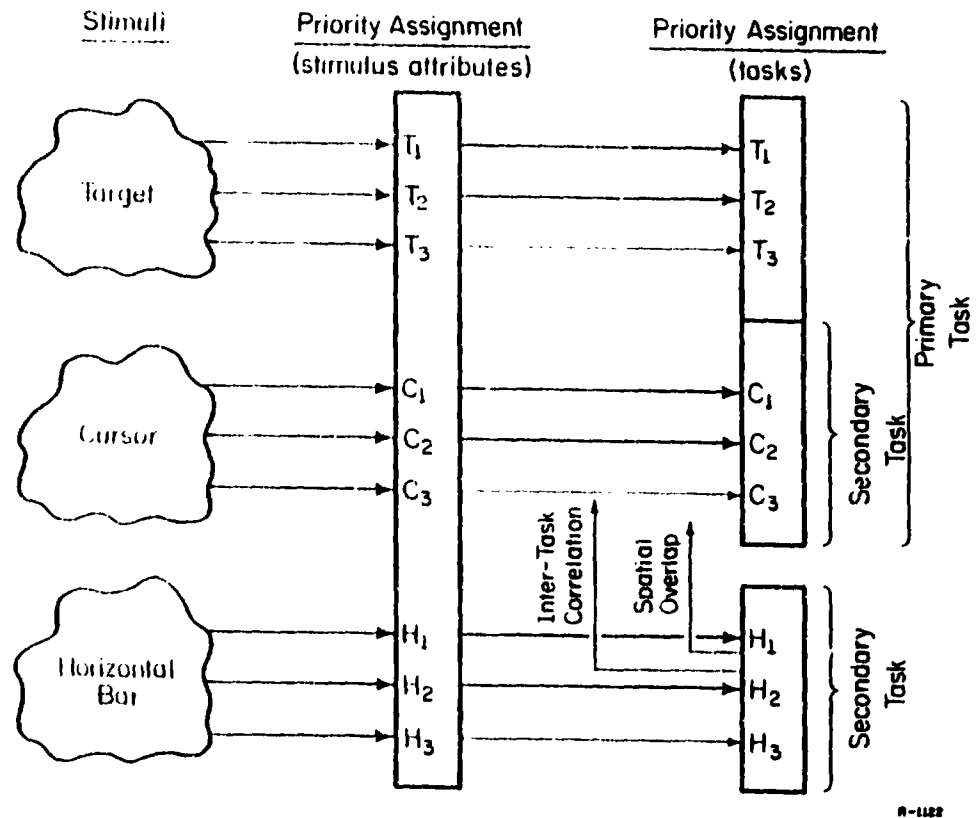 Stimuli
Priority Assignment
(stimulus attributes)
Priority Assignment
(tasks)
Target
T1
T2
T3
T1
T2
T3
Primary
Task
Cursor
C1
C2
C3
C1
C2
C3
Secondary
Task
Inter-Task
Correlation
Spatial
Overlap
Horizontal
Bar
H1
H2
H3
H1
H2
H3
Secondary
Task
R-1122